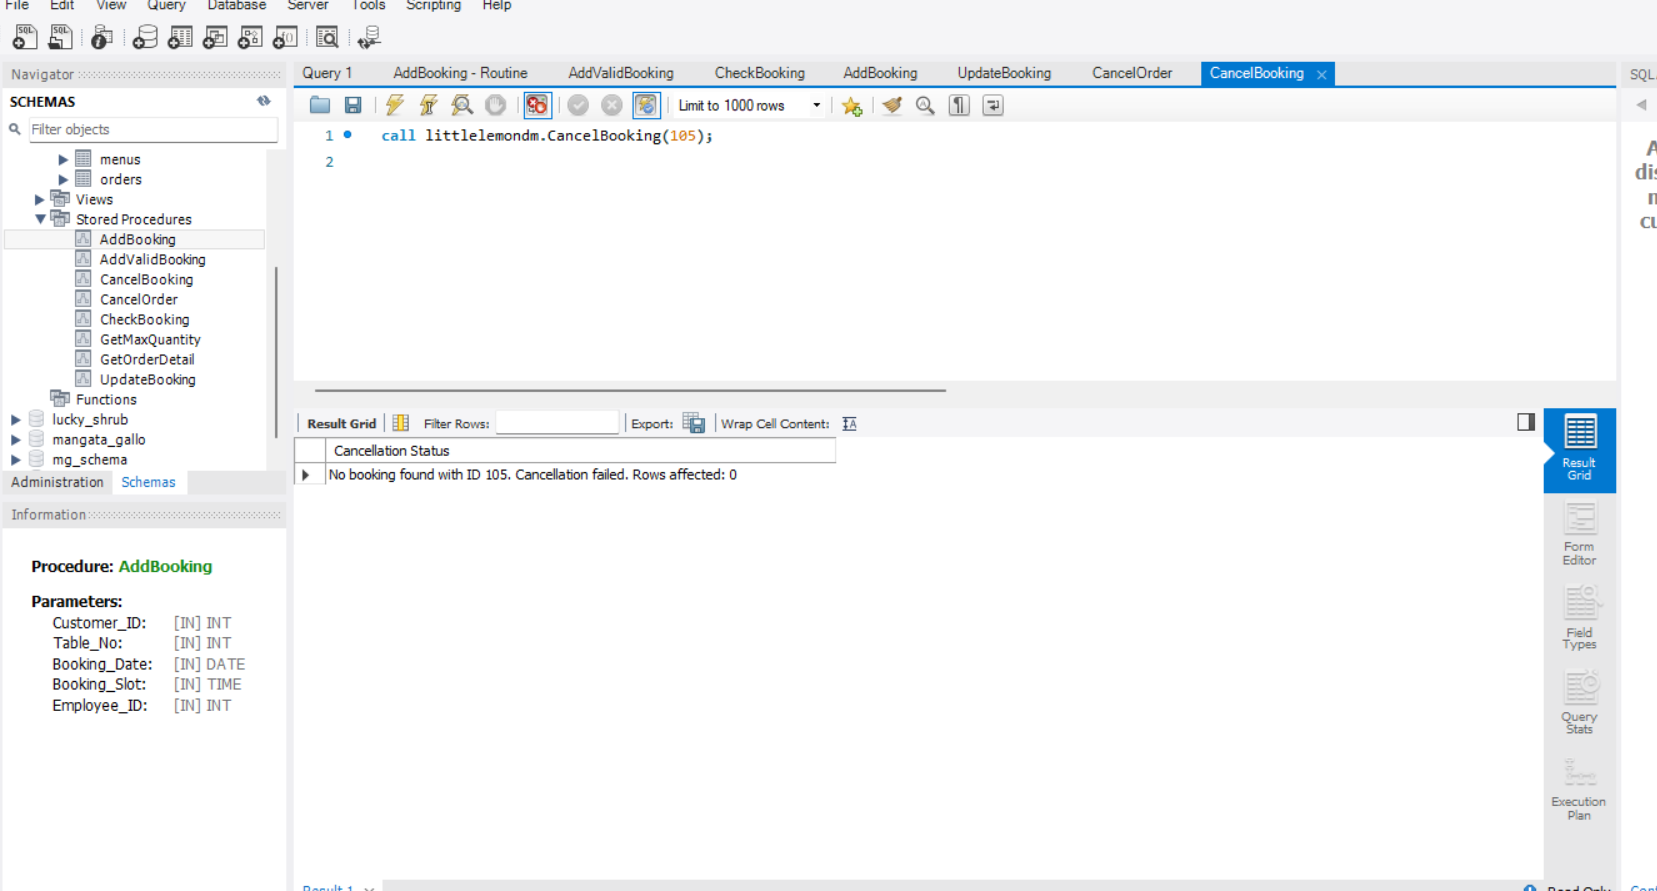 File Edit View Query Database Server Tools Scripting Help
Navigator
SCHEMAS
Filter objects
menus
orders
Views
Stored Procedures
AddBooking
AddValidBooking
CancelBooking
CancelOrder
CheckBooking
GetMaxQuantity
GetOrderDetail
UpdateBooking
Functions
lucky_shrub
mangata_gallo
mg_schema
Administration Schemas
Information
Procedure: AddBooking
Parameters:
Customer_ID: [IN] INT
Table_No: [IN] INT
Booking_Date: [IN] DATE
Booking_Slot: [IN] TIME
Employee_ID: [IN] INT
Query 1 AddBooking - Routine AddValidBooking CheckBooking AddBooking UpdateBooking CancelOrder CancelBooking
Limit to 1000 rows
1 call littlelemondm.CancelBooking(105);
2
Result Grid Filter Rows: Export: Wrap Cell Content:
Cancellation Status
No booking found with ID 105. Cancellation failed. Rows affected: 0
Result 1
Result
Grid
Form
Editor
Field
Types
Query
Stats
Execution
Plan
Read Only
SQL